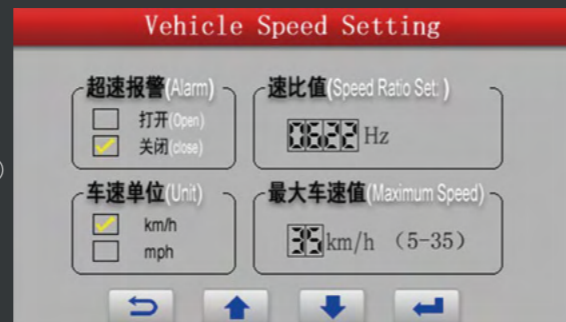 Vehicle Speed Setting
超速报警(Alarm)
打开(Open)
关闭(close)
速比值(Speed Ratio Set: )
0622 Hz
车速单位(Unit)
km/h
mph
最大车速值(Maximum Speed)
35 km/h （5-35）